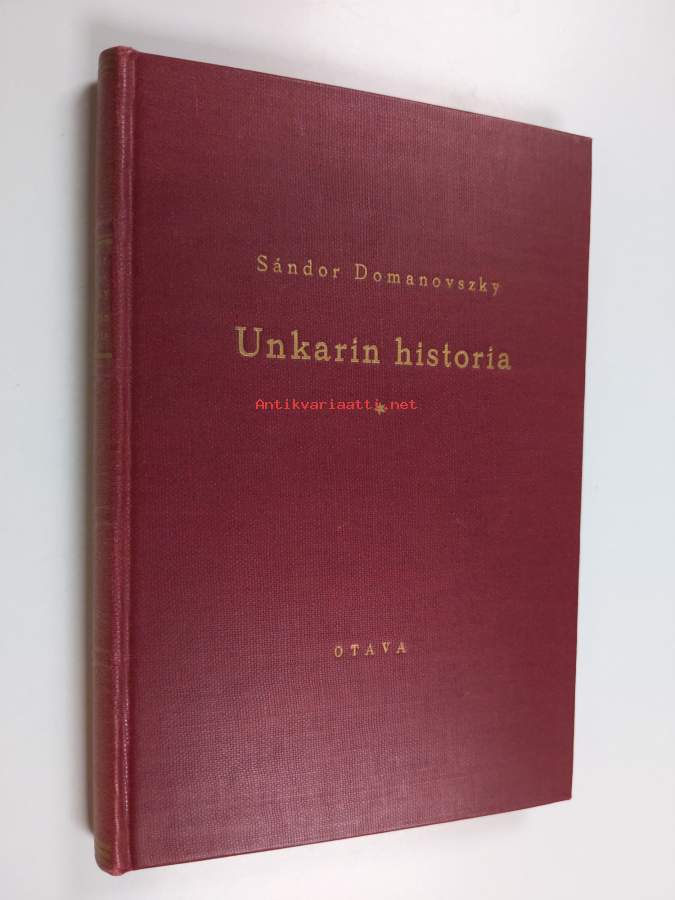 Sándor Domanovszky
Unkarin historia
Antikvariaatti.net
OTAVA